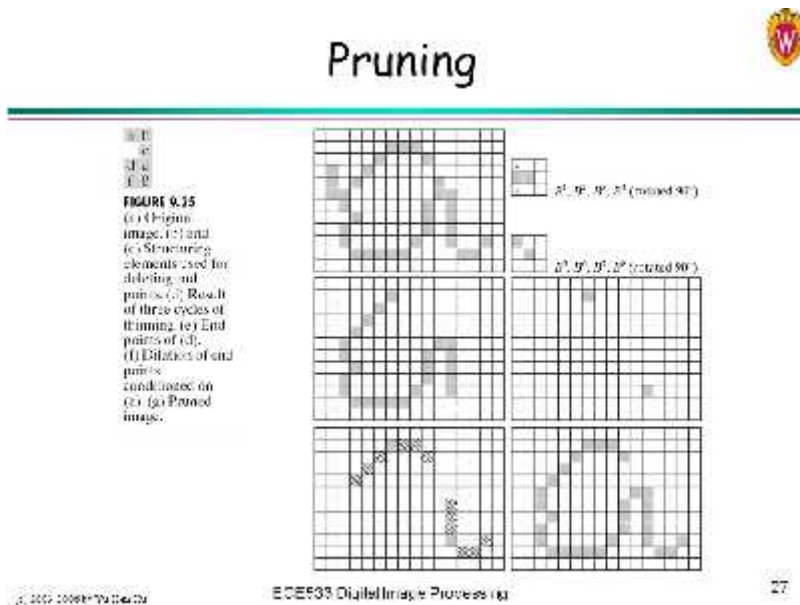 Pruning
W
FIGURE 9.25
image. (b) and
(c) Structuring
elements used for
deleting end
points. (d) Result
of three cycles of
thinning. (e) End
points of (d).
(f) Dilation of end
points
conditioned on
(a). (g) Pruned
image.
(rotated 90°)
(rotated 90°)
ECE533 Digital Image Processing
27